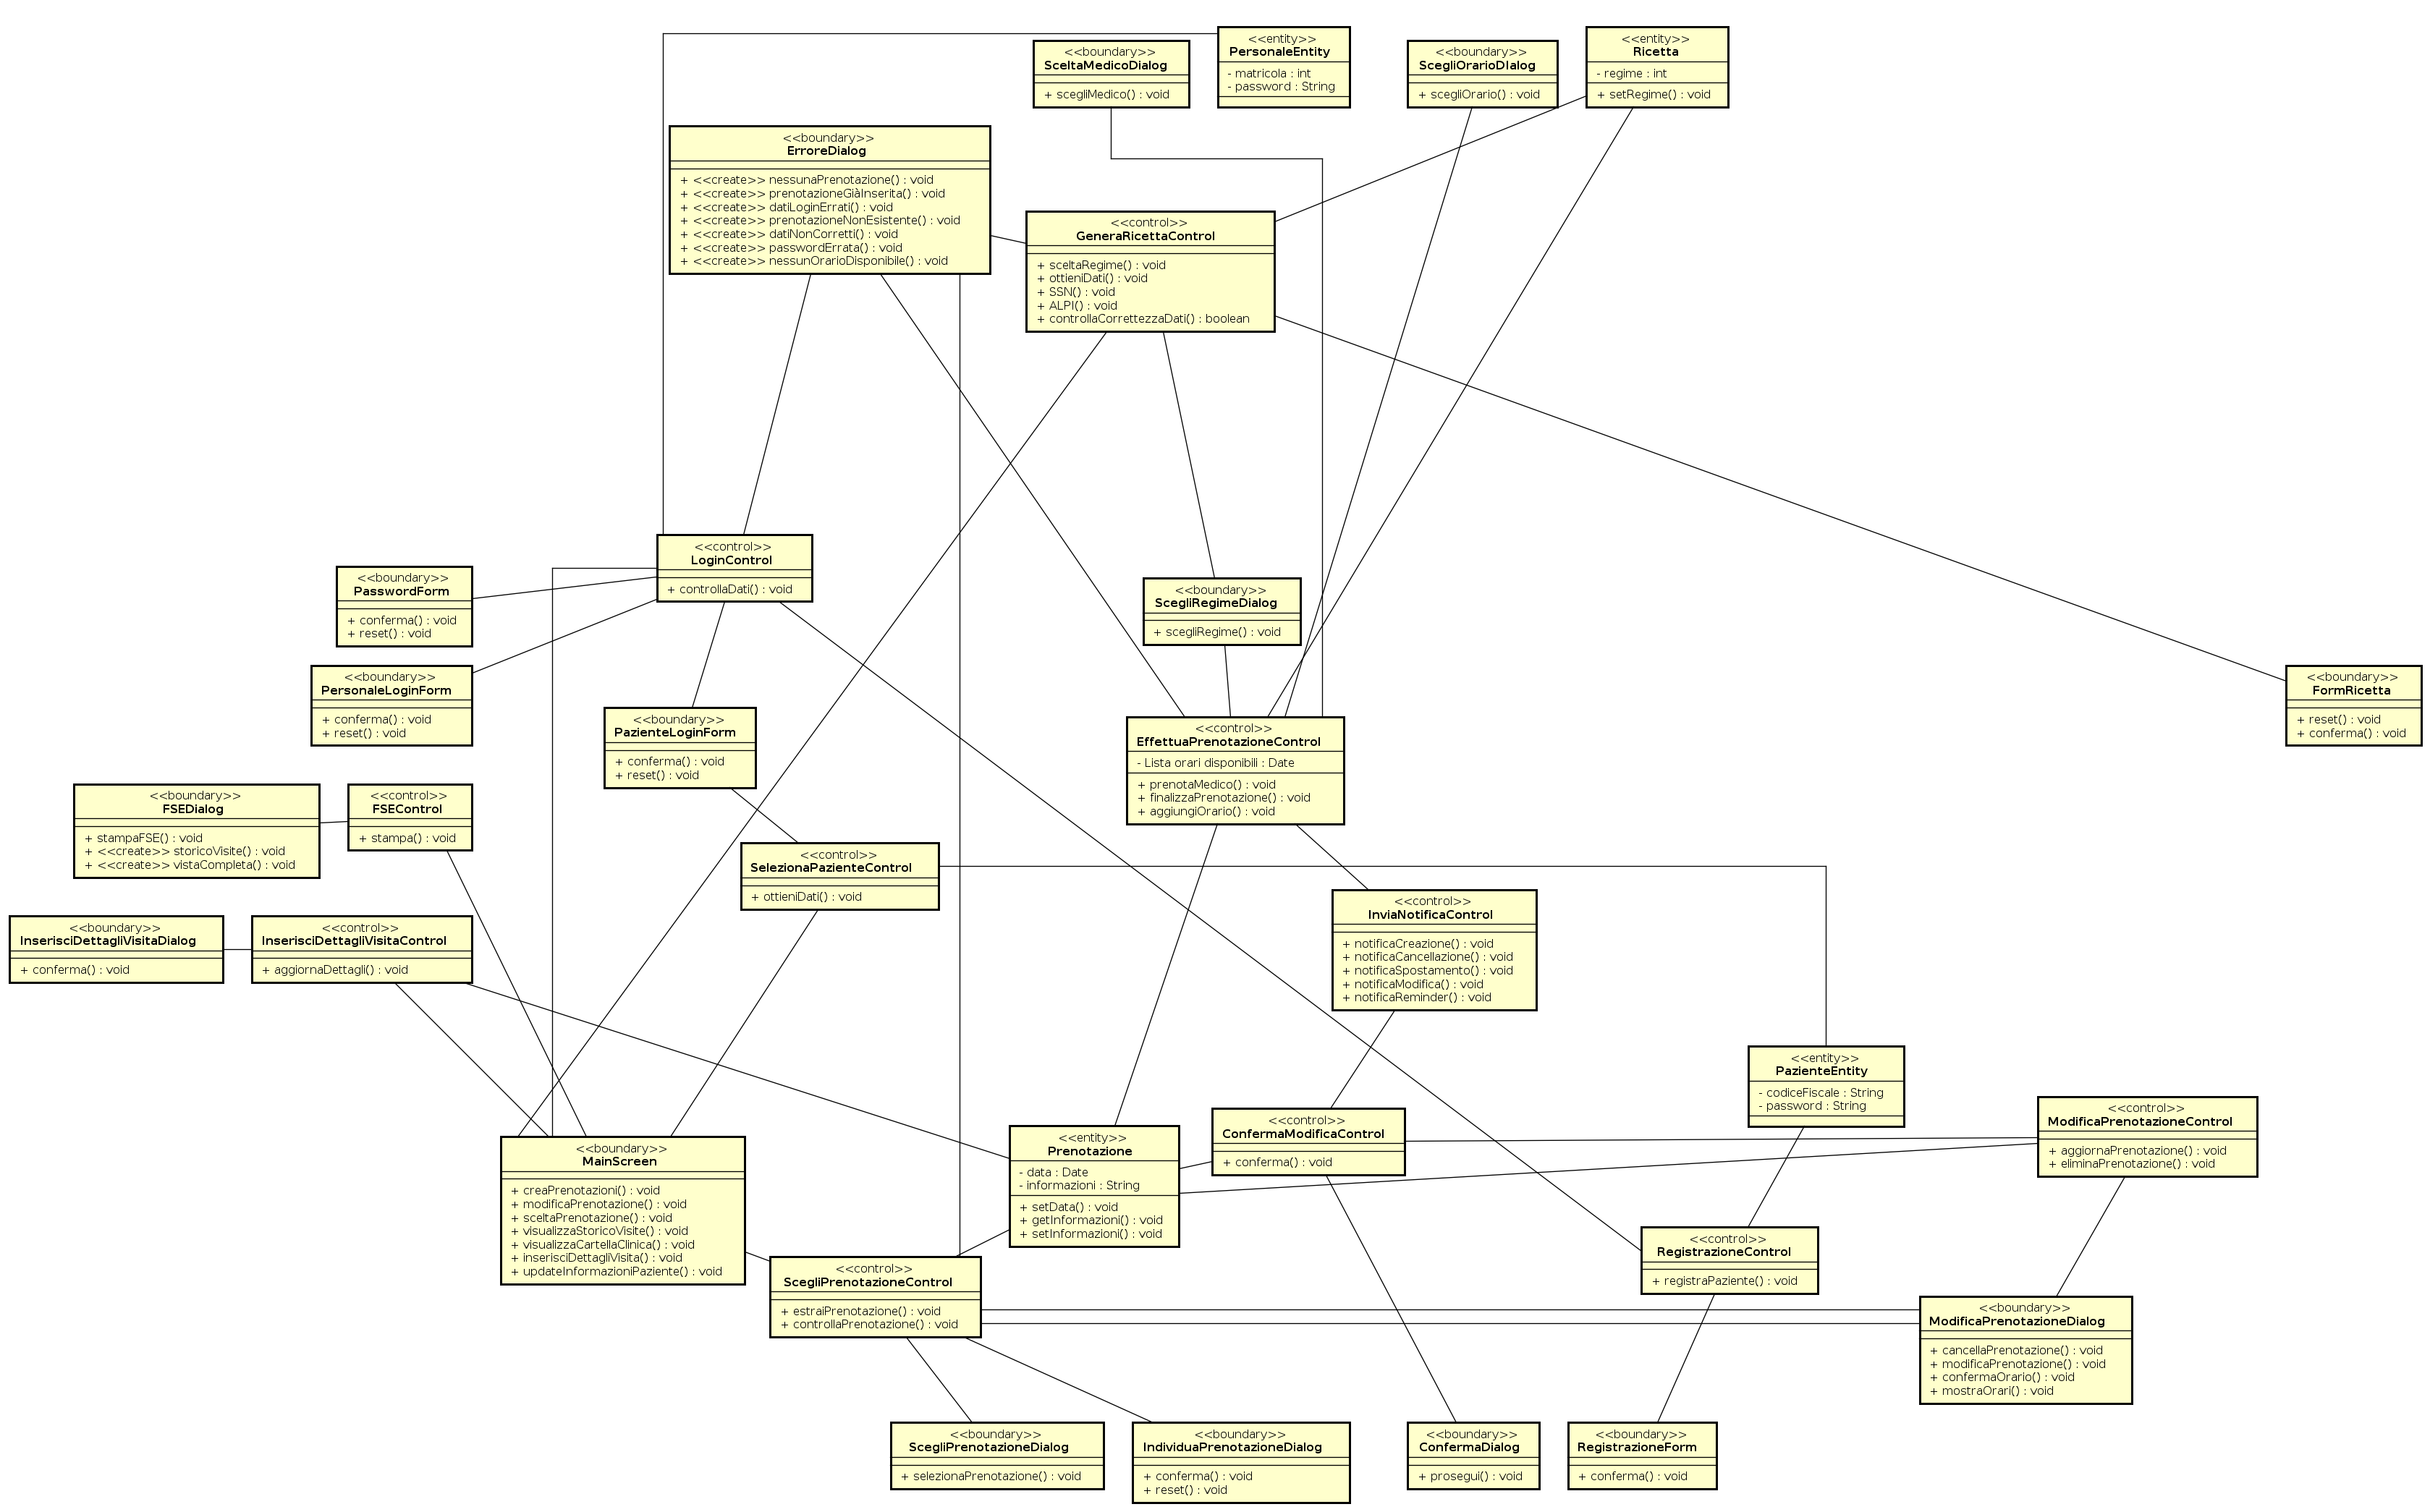 <<entity>>
PersonaleEntity
- matricola : int
- password : String
<<entity>>
Ricetta
- regime : int
+ setRegime() : void
<<boundary>>
SceltaMedicoDialog
+ scegliMedico() : void
<<boundary>>
ScegliOrarioDIalog
+ scegliOrario() : void
<<boundary>>
ErroreDialog
+ <<create>> nessunaPrenotazione() : void
+ <<create>> prenotazioneGiàInserita() : void
+ <<create>> datiLoginErrati() : void
+ <<create>> prenotazioneNonEsistente() : void
+ <<create>> datiNonCorretti() : void
+ <<create>> passwordErrata() : void
+ <<create>> nessunOrarioDisponibile() : void
<<control>>
GeneraRicettaControl
+ sceltaRegime() : void
+ ottieniDati() : void
+ SSN() : void
+ ALPI() : void
+ controllaCorrettezzaDati() : boolean
<<control>>
LoginControl
+ controllaDati() : void
<<boundary>>
PasswordForm
+ conferma() : void
+ reset() : void
<<boundary>>
ScegliRegimeDialog
+ scegliRegime() : void
<<boundary>>
PersonaleLoginForm
+ conferma() : void
+ reset() : void
<<boundary>>
FormRicetta
+ reset() : void
+ conferma() : void
<<boundary>>
PazienteLoginForm
+ conferma() : void
+ reset() : void
<<control>>
EffettuaPrenotazioneControl
- Lista orari disponibili : Date
+ prenotaMedico() : void
+ finalizzaPrenotazione() : void
+ aggiungiOrario() : void
<<boundary>>
FSEDialog
+ stampaFSE() : void
+ <<create>> storicoVisite() : void
+ <<create>> vistaCompleta() : void
<<control>>
FSEControl
+ stampa() : void
<<control>>
SelezionaPazienteControl
+ ottieniDati() : void
<<control>>
InviaNotificaControl
+ notificaCreazione() : void
+ notificaCancellazione() : void
+ notificaSpostamento() : void
+ notificaModifica() : void
+ notificaReminder() : void
<<boundary>>
InserisciDettagliVisitaDialog
+ conferma() : void
<<control>>
InserisciDettagliVisitaControl
+ aggiornaDettagli() : void
<<entity>>
PazienteEntity
- codiceFiscale : String
- password : String
<<control>>
ModificaPrenotazioneControl
+ aggiornaPrenotazione() : void
+ eliminaPrenotazione() : void
<<control>>
ConfermaModificaControl
+ conferma() : void
<<entity>>
Prenotazione
- data : Date
- informazioni : String
+ setData() : void
+ getInformazioni() : void
+ setInformazioni() : void
<<boundary>>
MainScreen
+ creaPrenotazioni() : void
+ modificaPrenotazione() : void
+ sceltaPrenotazione() : void
+ visualizzaStoricoVisite() : void
+ visualizzaCartellaClinica() : void
+ inserisciDettagliVisita() : void
+ updateInformazioniPaziente() : void
<<control>>
RegistrazioneControl
+ registraPaziente() : void
<<control>>
ScegliPrenotazioneControl
+ estraiPrenotazione() : void
+ controllaPrenotazione() : void
<<boundary>>
ModificaPrenotazioneDialog
+ cancellaPrenotazione() : void
+ modificaPrenotazione() : void
+ confermaOrario() : void
+ mostraOrari() : void
<<boundary>>
ScegliPrenotazioneDialog
+ selezionaPrenotazione() : void
<<boundary>>
IndividuaPrenotazioneDialog
+ conferma() : void
+ reset() : void
<<boundary>>
ConfermaDialog
+ prosegui() : void
<<boundary>>
RegistrazioneForm
+ conferma() : void